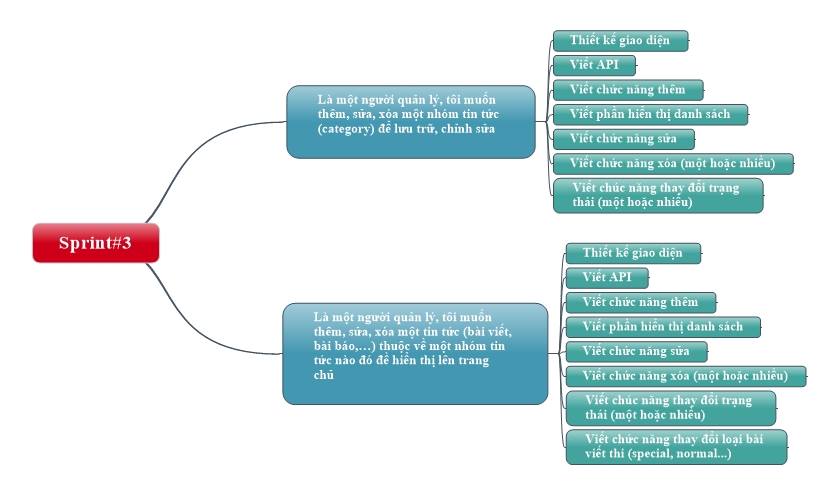 Sprint#3
Là một người quản lý, tôi muốn
thêm, sửa, xóa một nhóm tin tức
(category) để lưu trữ, chỉnh sửa
Thiết kế giao diện
Viết API
Viết chức năng thêm
Viết phần hiển thị danh sách
Viết chức năng sửa
Viết chức năng xóa (một hoặc nhiều)
Viết chúc năng thay đổi trạng
thái (một hoặc nhiều)
Là một người quản lý, tôi muốn
thêm, sửa, xóa một tin tức (bài viết,
bài báo,…) thuộc về một nhóm tin
tức nào đó để hiển thị lên trang
chủ
Thiết kế giao diện
Viết API
Viết chức năng thêm
Viết phần hiển thị danh sách
Viết chức năng sửa
Viết chức năng xóa (một hoặc nhiều)
Viết chúc năng thay đổi trạng
thái (một hoặc nhiều)
Viết chức năng thay đổi loại bài
viết thi (special, normal...)